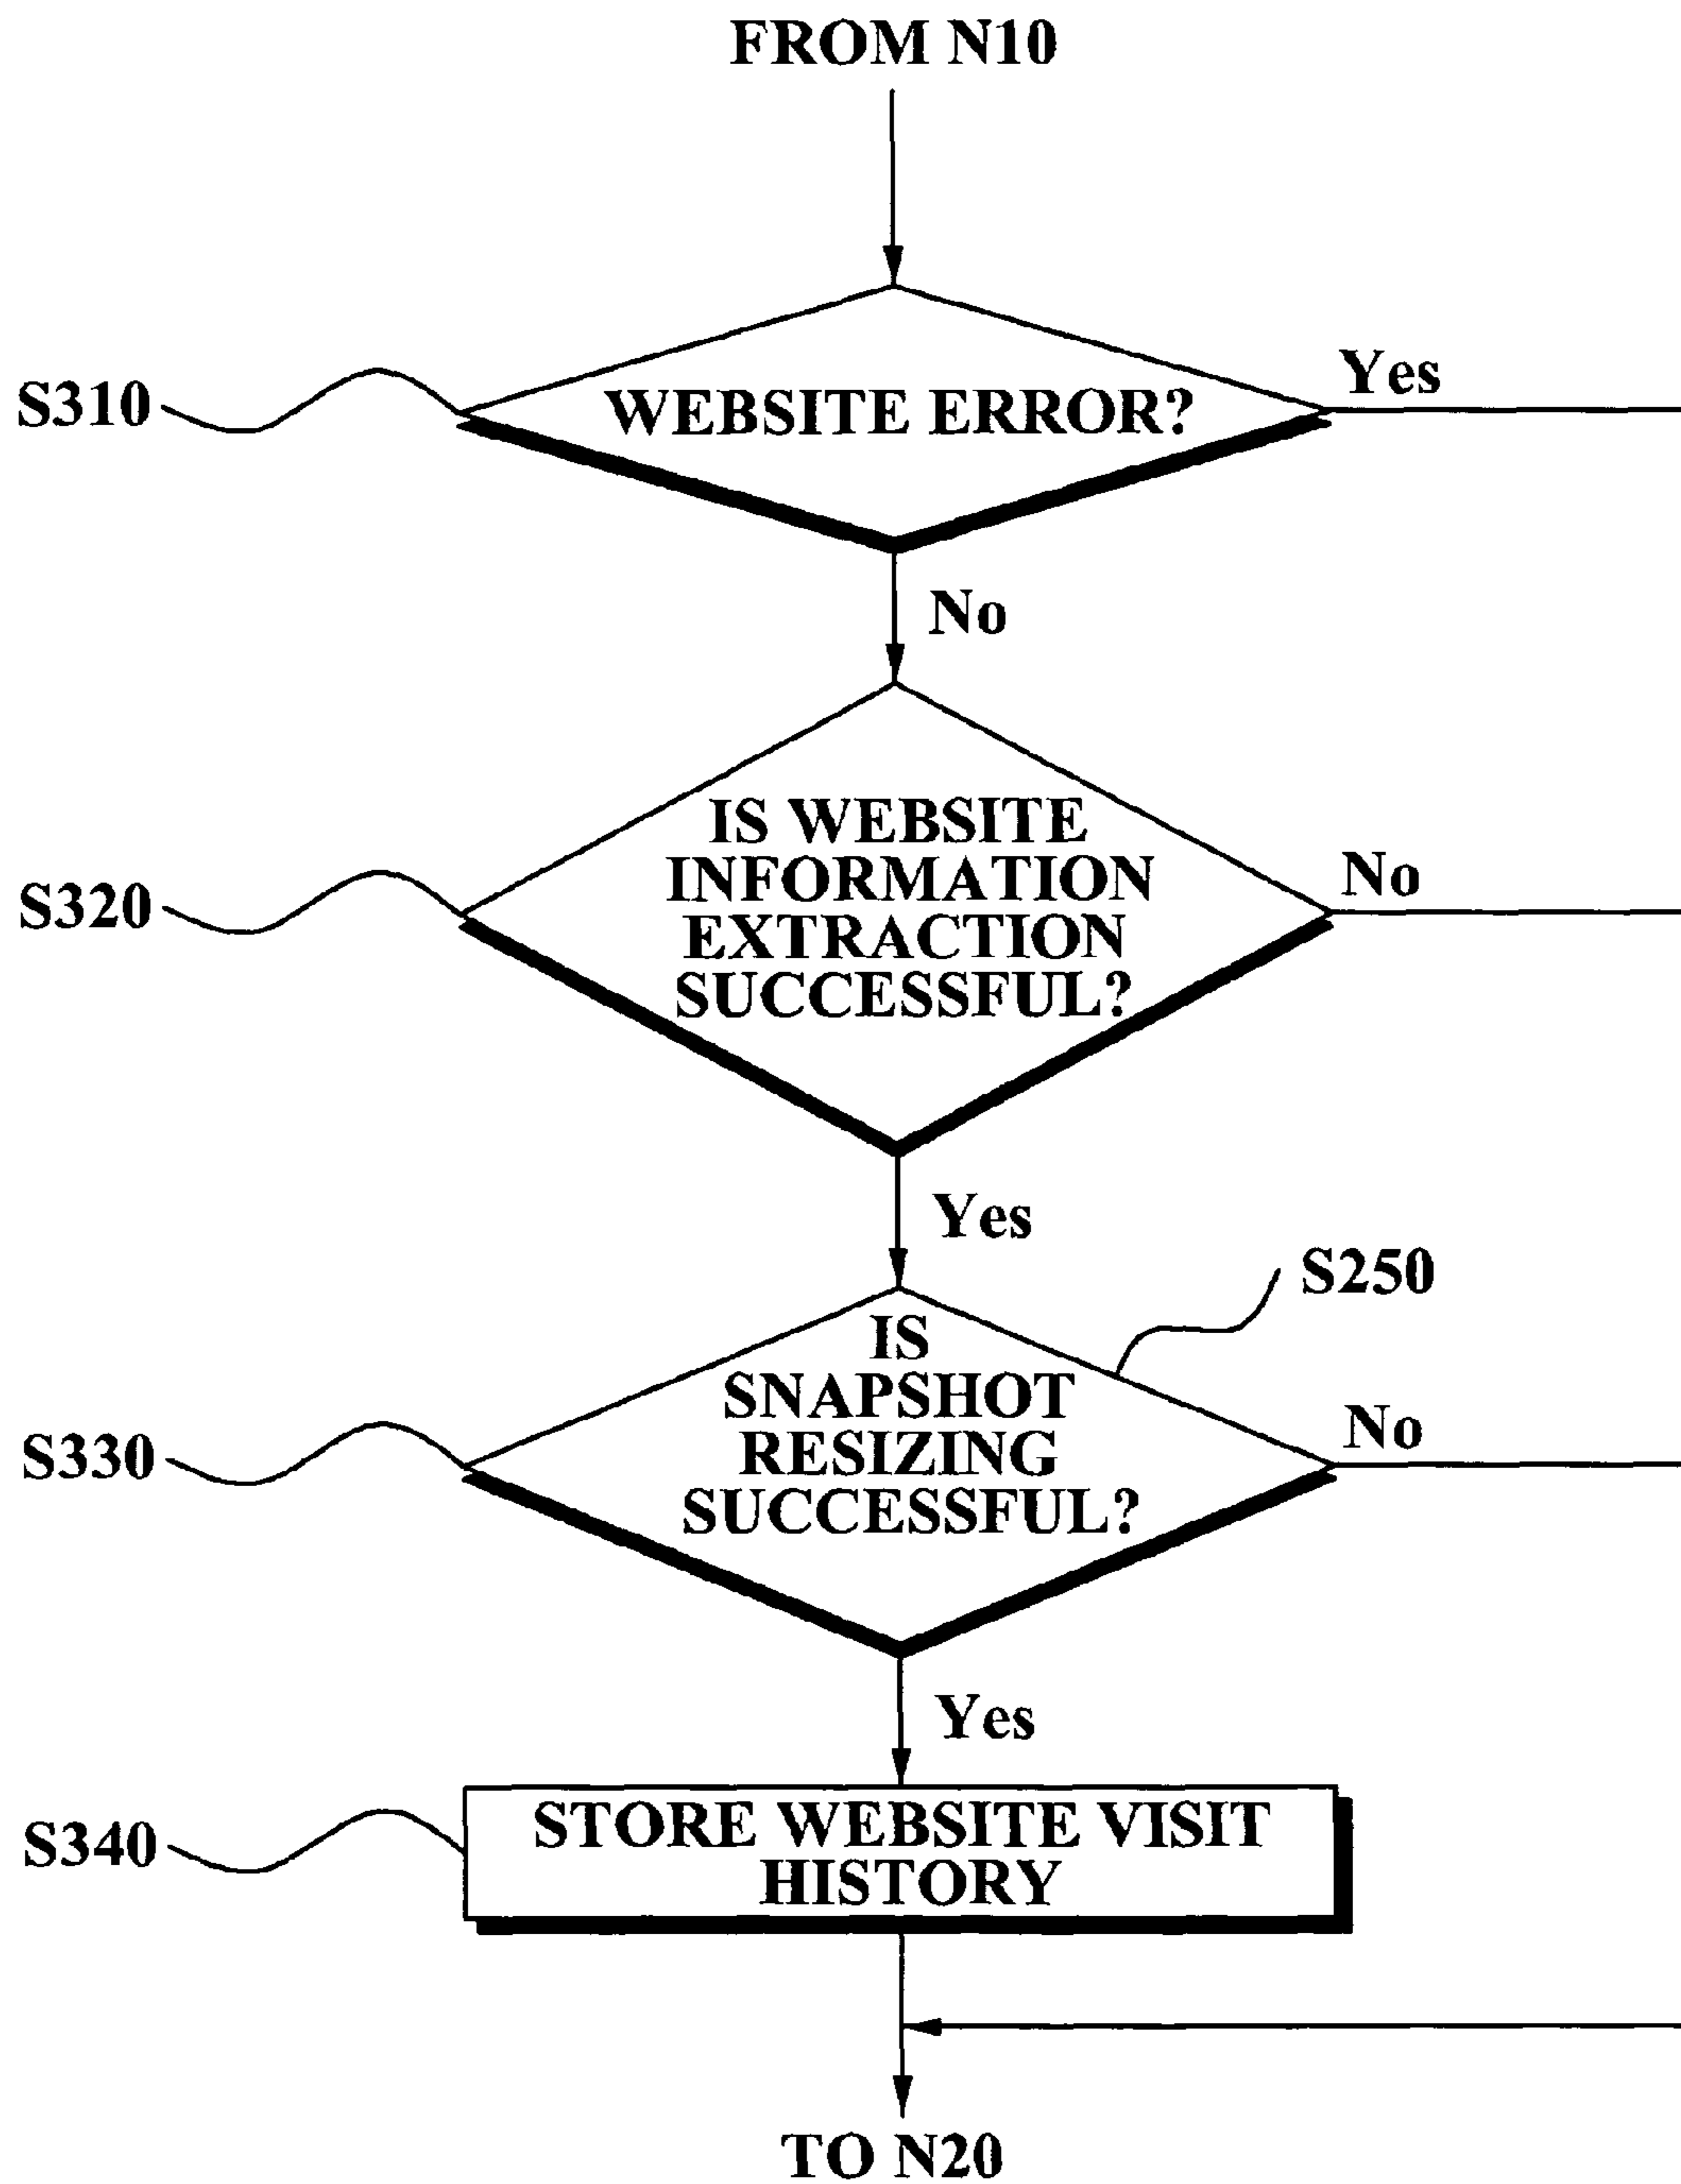 FROM N10
S310
WEBSITE ERROR?
Yes
No
S320
IS WEBSITE
INFORMATION
EXTRACTION
SUCCESSFUL?
No
Yes
S250
S330
IS
SNAPSHOT
RESIZING
SUCCESSFUL?
No
Yes
S340
STORE WEBSITE VISIT
HISTORY
TO N20